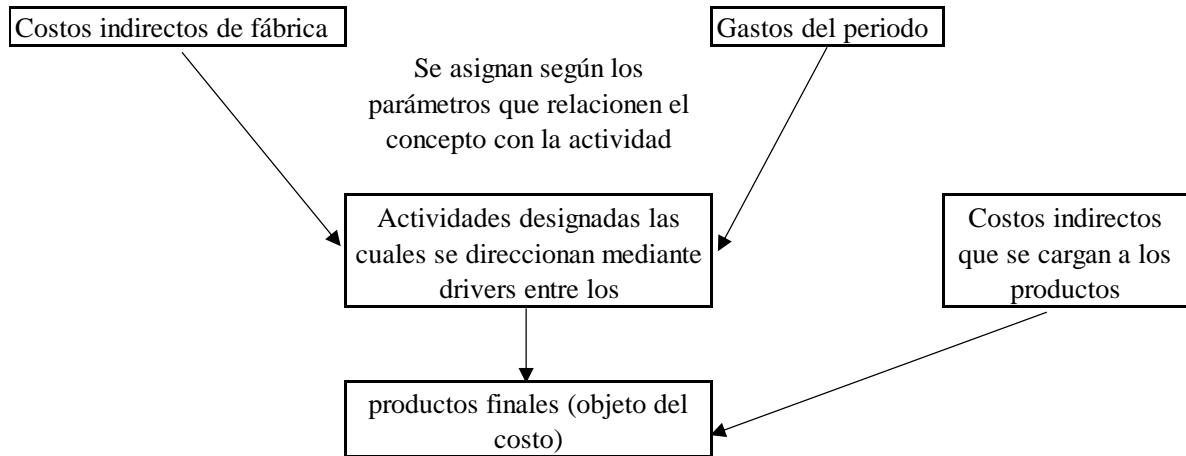 Costos indirectos de fábrica
Gastos del periodo
Se asignan según los
parámetros que relacionen el
concepto con la actividad
Actividades designadas las
cuales se direccionan mediante
drivers entre los
Costos indirectos
que se cargan a los
productos
productos finales (objeto del
costo)